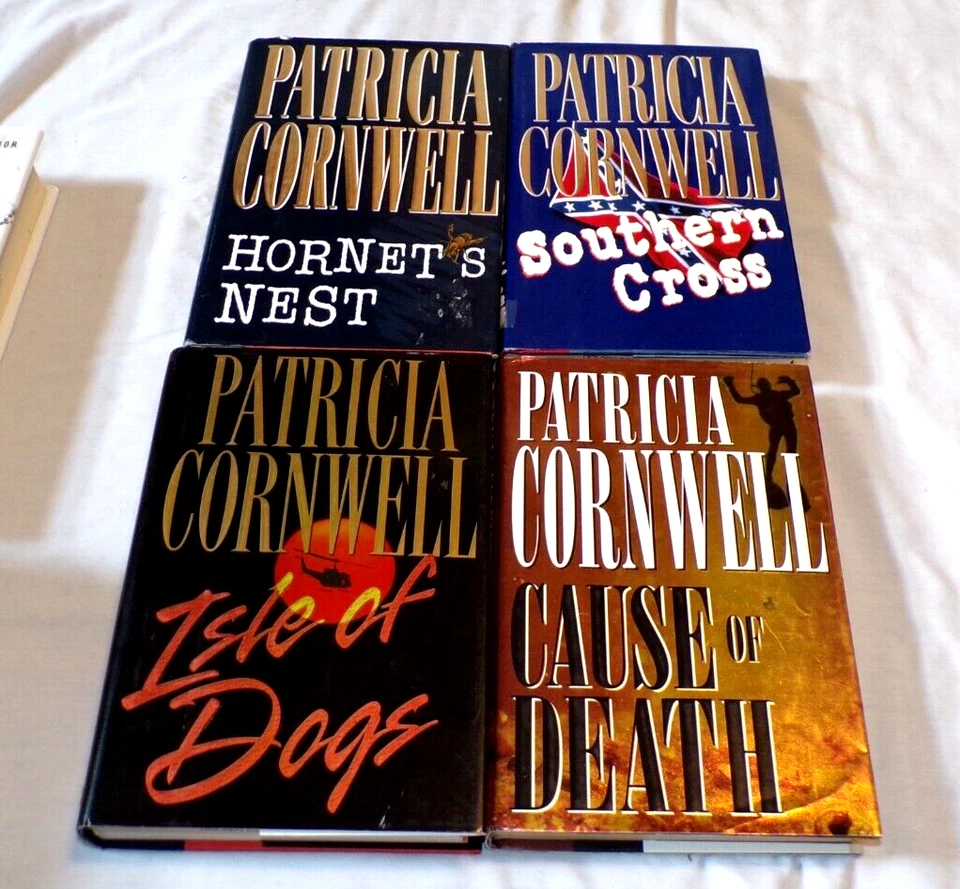 PATRICIA
CORNWELL
HORNET'S
NEST
PATRICIA
CORNWELL
Southern
Cross
PATRICIA
CORNWELL
Isle of
Dogs
PATRICIA
CORNWELL
CAUSE OF
DEATH